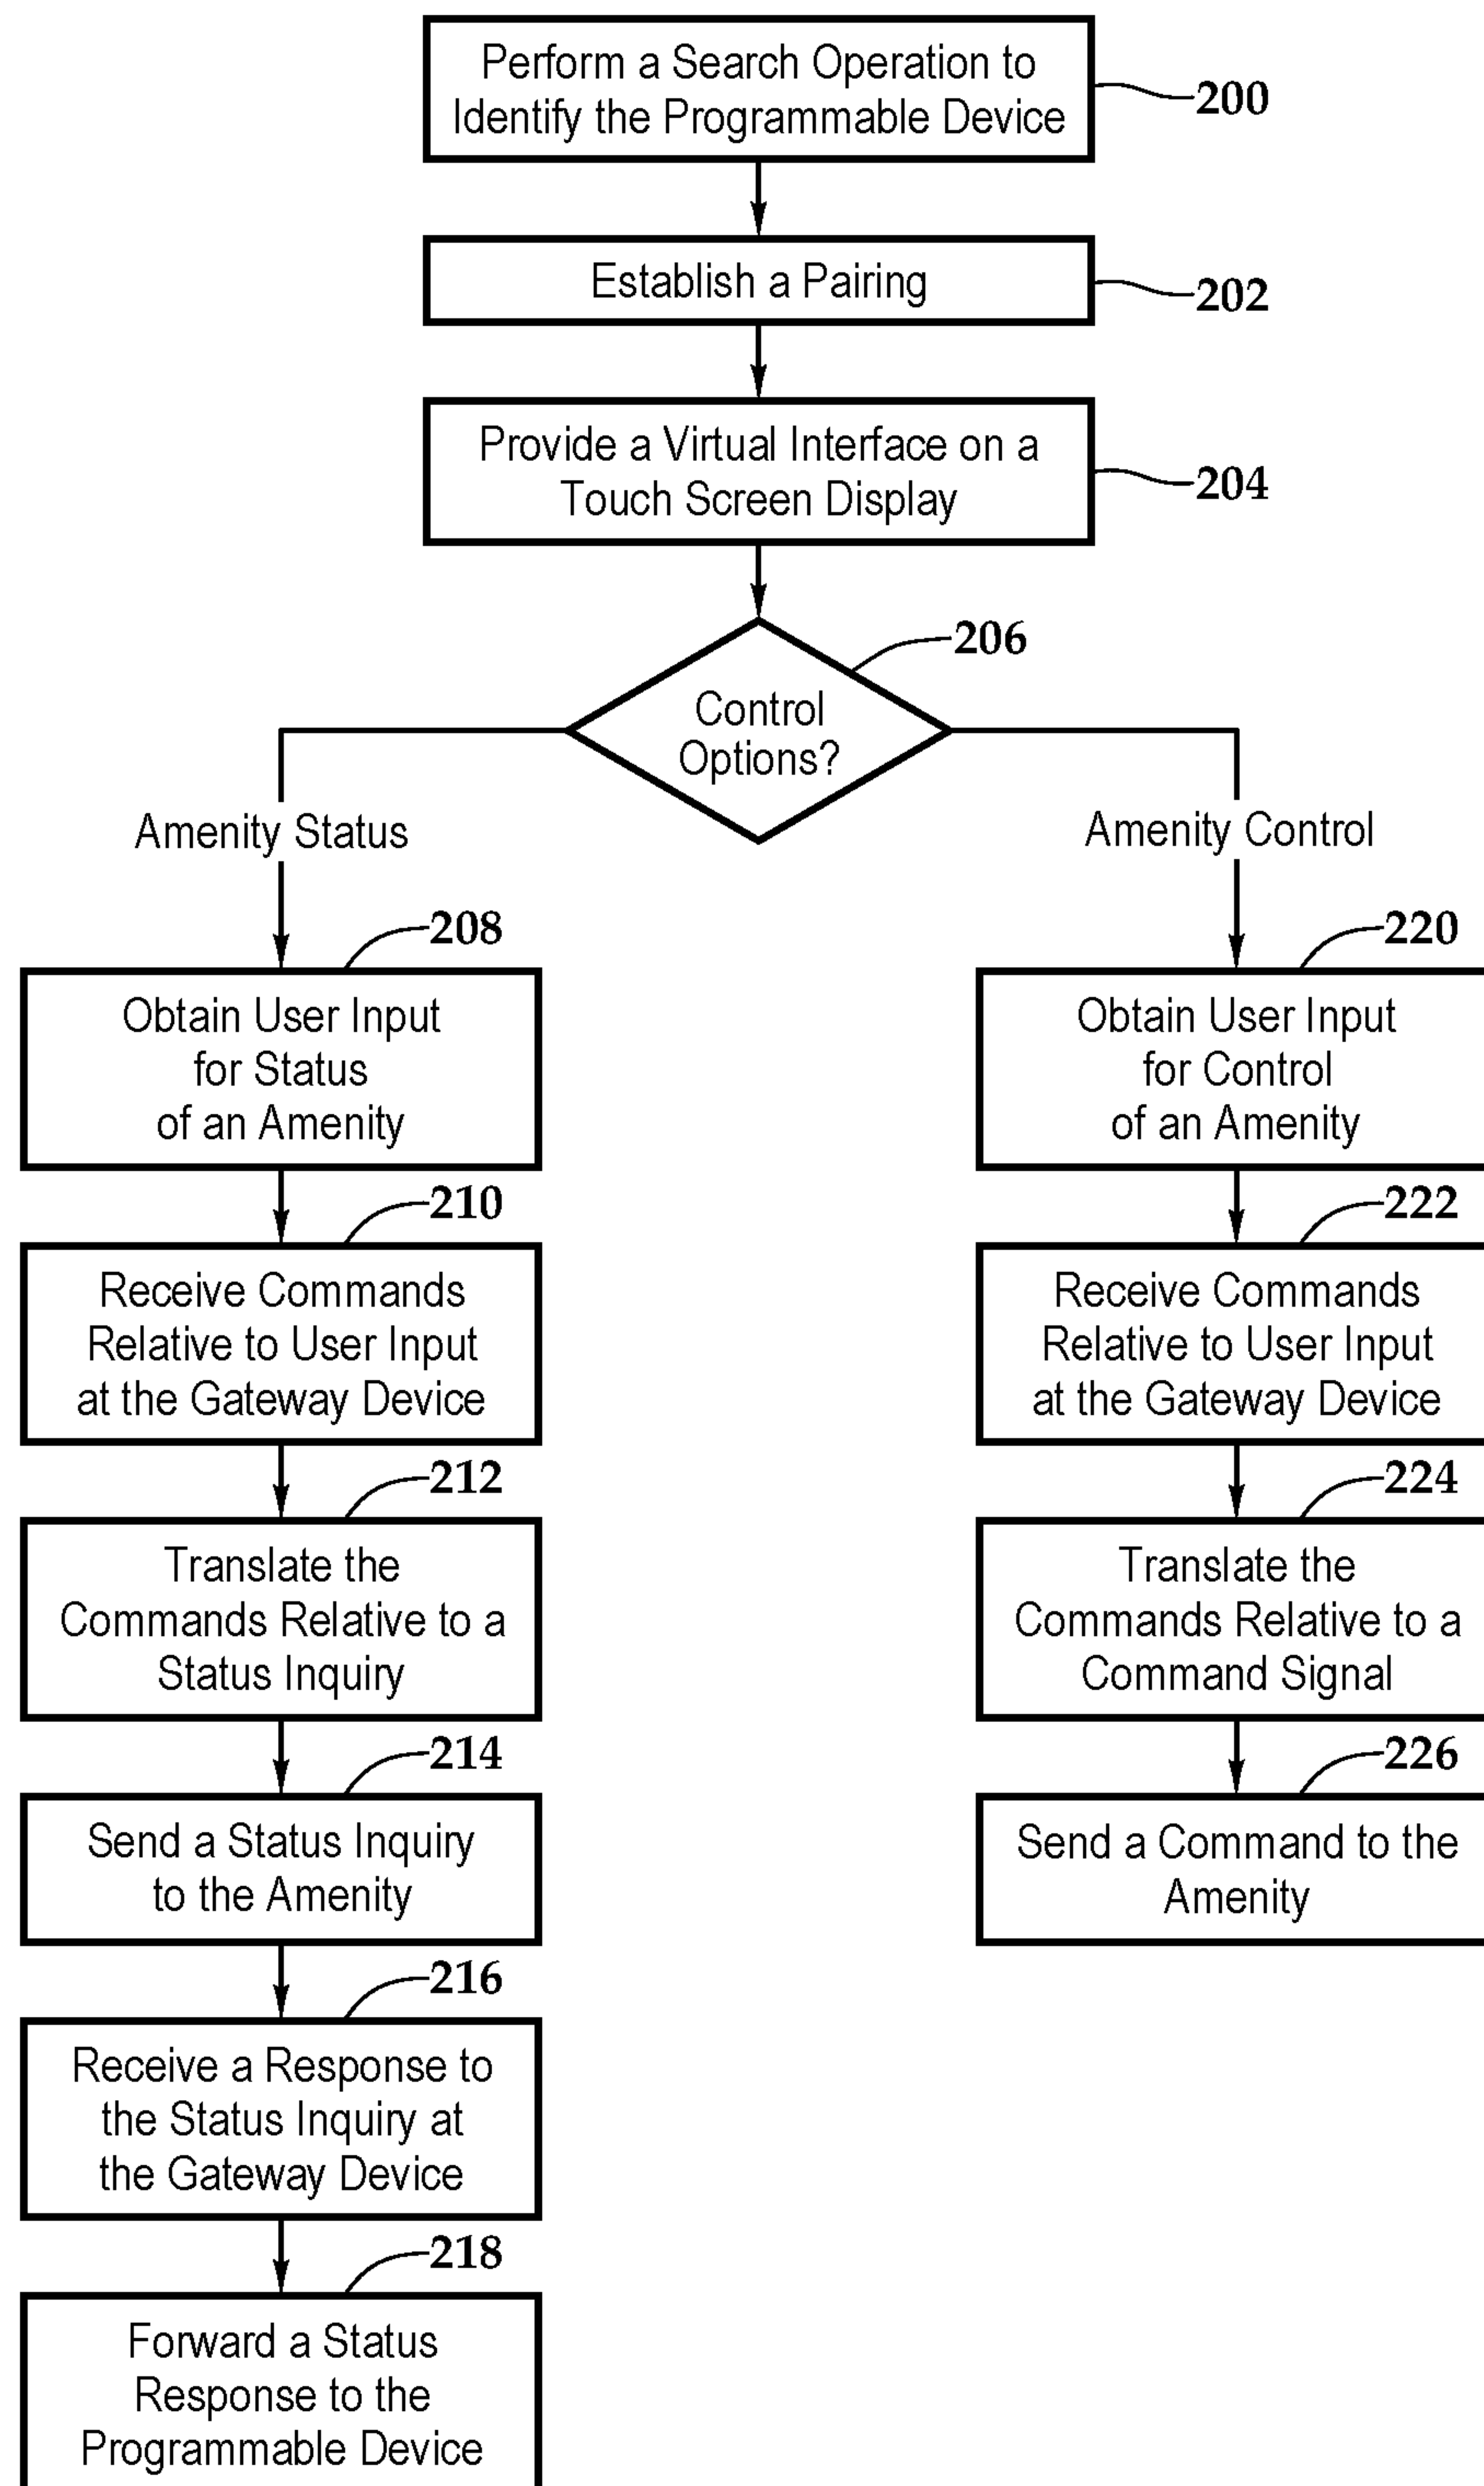 Perform a Search Operation to
Identify the Programmable Device
200
Establish a Pairing
202
Provide a Virtual Interface on a
Touch Screen Display
204
206
Control
Options?
Amenity Status
208
Obtain User Input
for Status
of an Amenity
210
Receive Commands
Relative to User Input
at the Gateway Device
212
Translate the
Commands Relative to a
Status Inquiry
214
Send a Status Inquiry
to the Amenity
216
Receive a Response to
the Status Inquiry at
the Gateway Device
218
Forward a Status
Response to the
Programmable Device
Amenity Control
220
Obtain User Input
for Control
of an Amenity
222
Receive Commands
Relative to User Input
at the Gateway Device
224
Translate the
Commands Relative to a
Command Signal
226
Send a Command to the
Amenity